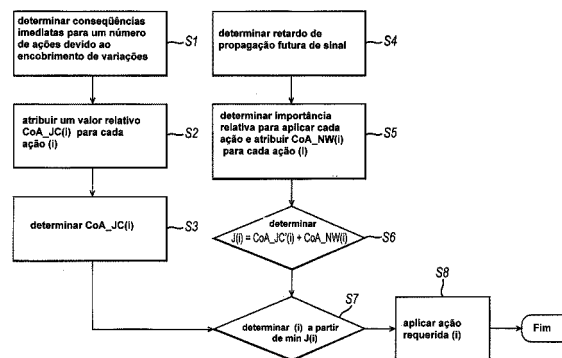 determinar conseqüências
imediatas para um número
de ações devido ao
encobrimento de variações
S1
atribuir um valor relativo
CoA_JC(i) para cada
ação (i)
S2
determinar CoA_JC(i)
S3
determinar retardo de
propagação futura de sinal
S4
determinar importância
relativa para aplicar cada
ação e atribuir CoA_NW(i)
para cada ação (i)
S5
determinar
J(i) = CoA_JC'(i) + CoA_NW(i)
S6
determinar (i) a partir
de min J(i)
S7
S8
aplicar ação
requerida (i)
Fim